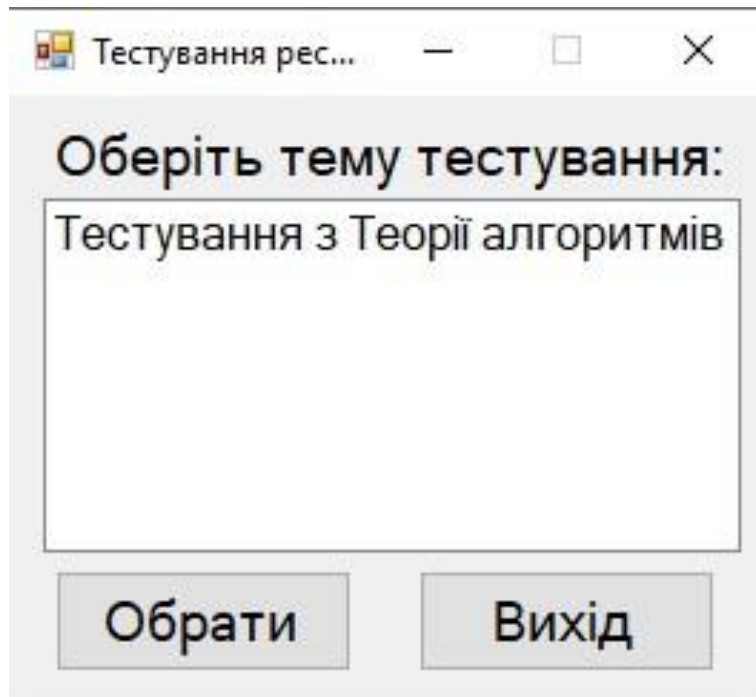 Тестування рес...
Оберіть тему тестування:
Тестування з Теорії алгоритмів
Обрати
Вихід